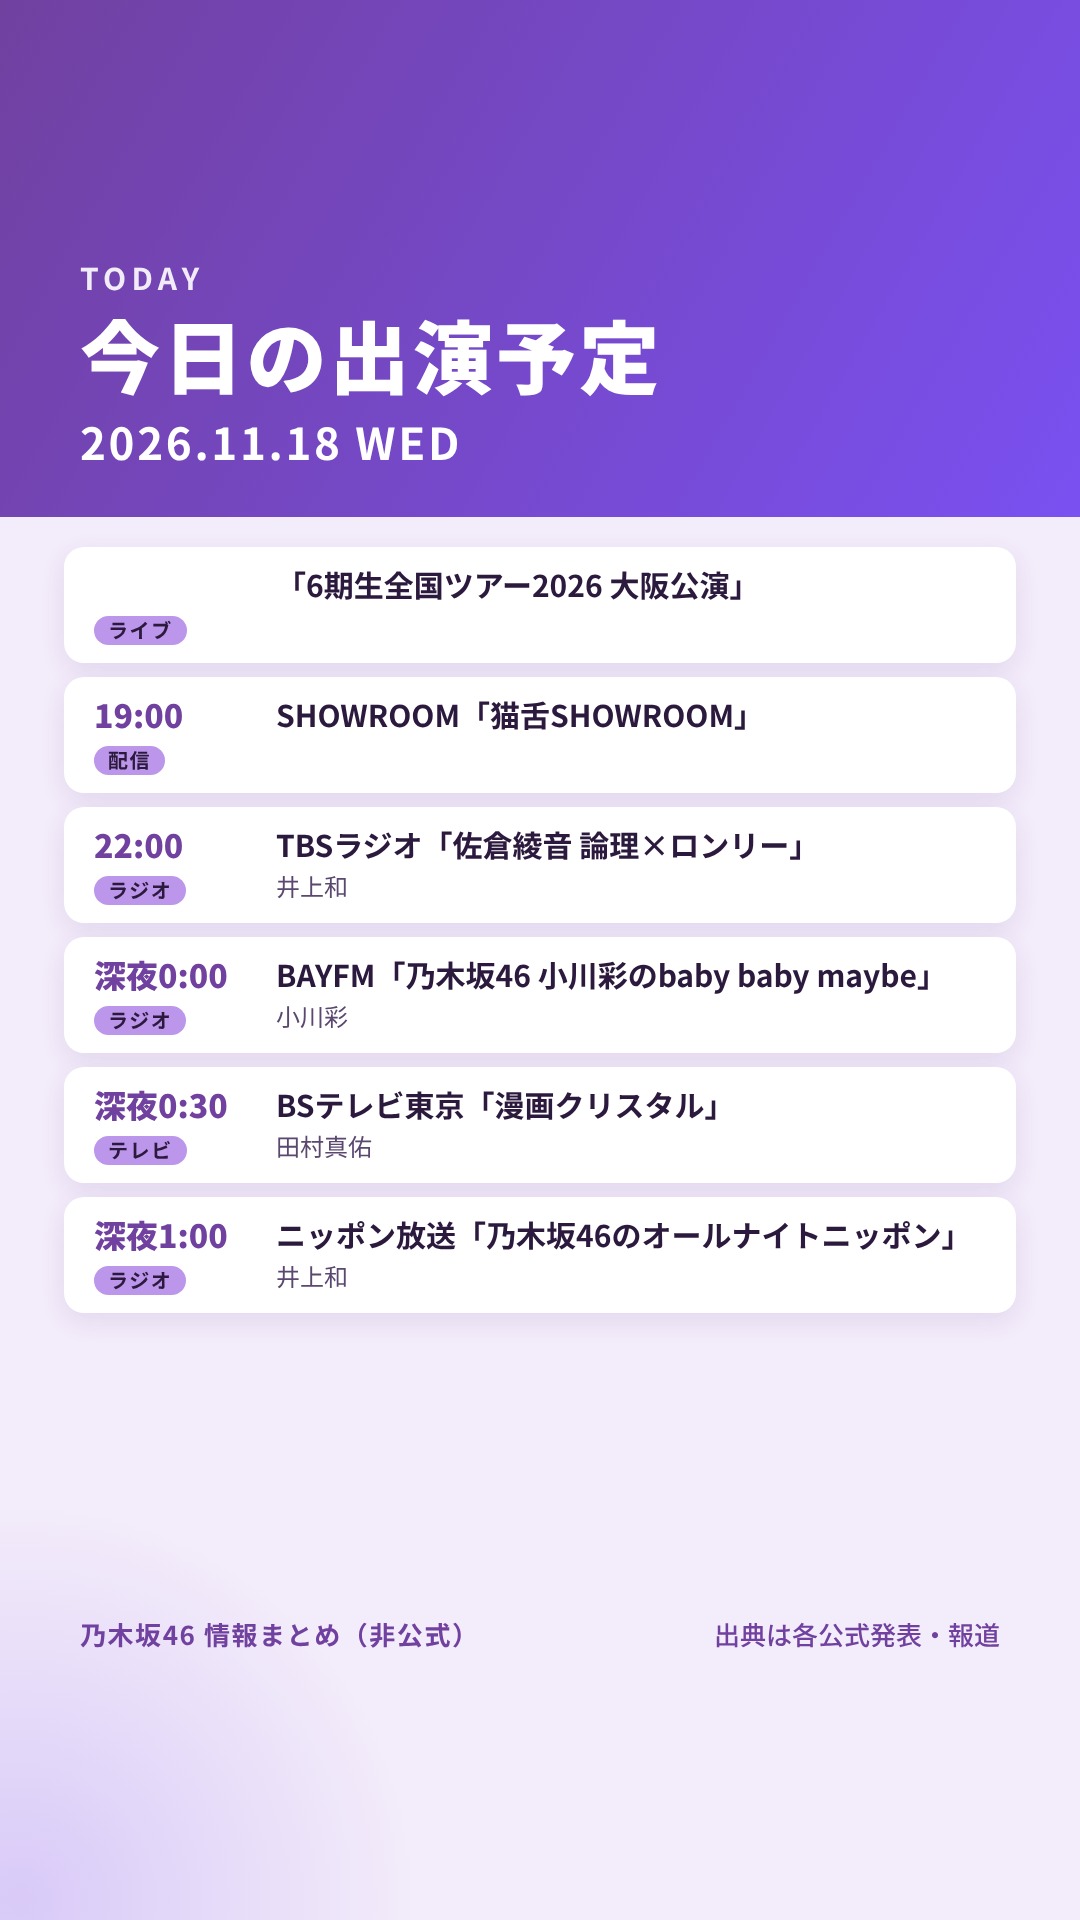 TODAY
今日の出演予定
2026.11.18 WED
「6期生全国ツアー2026 大阪公演」
ライブ
19:00
SHOWROOM「猫舌SHOWROOM」
配信
22:00
TBSラジオ「佐倉綾音 論理×ロンリー」
ラジオ
井上和
深夜0:00
BAYFM「乃木坂46 小川彩のbaby baby maybe」
ラジオ
小川彩
深夜0:30
BSテレビ東京「漫画クリスタル」
テレビ
田村真佑
深夜1:00
ニッポン放送「乃木坂46のオールナイトニッポン」
ラジオ
井上和
乃木坂46 情報まとめ（非公式）
出典は各公式発表・報道